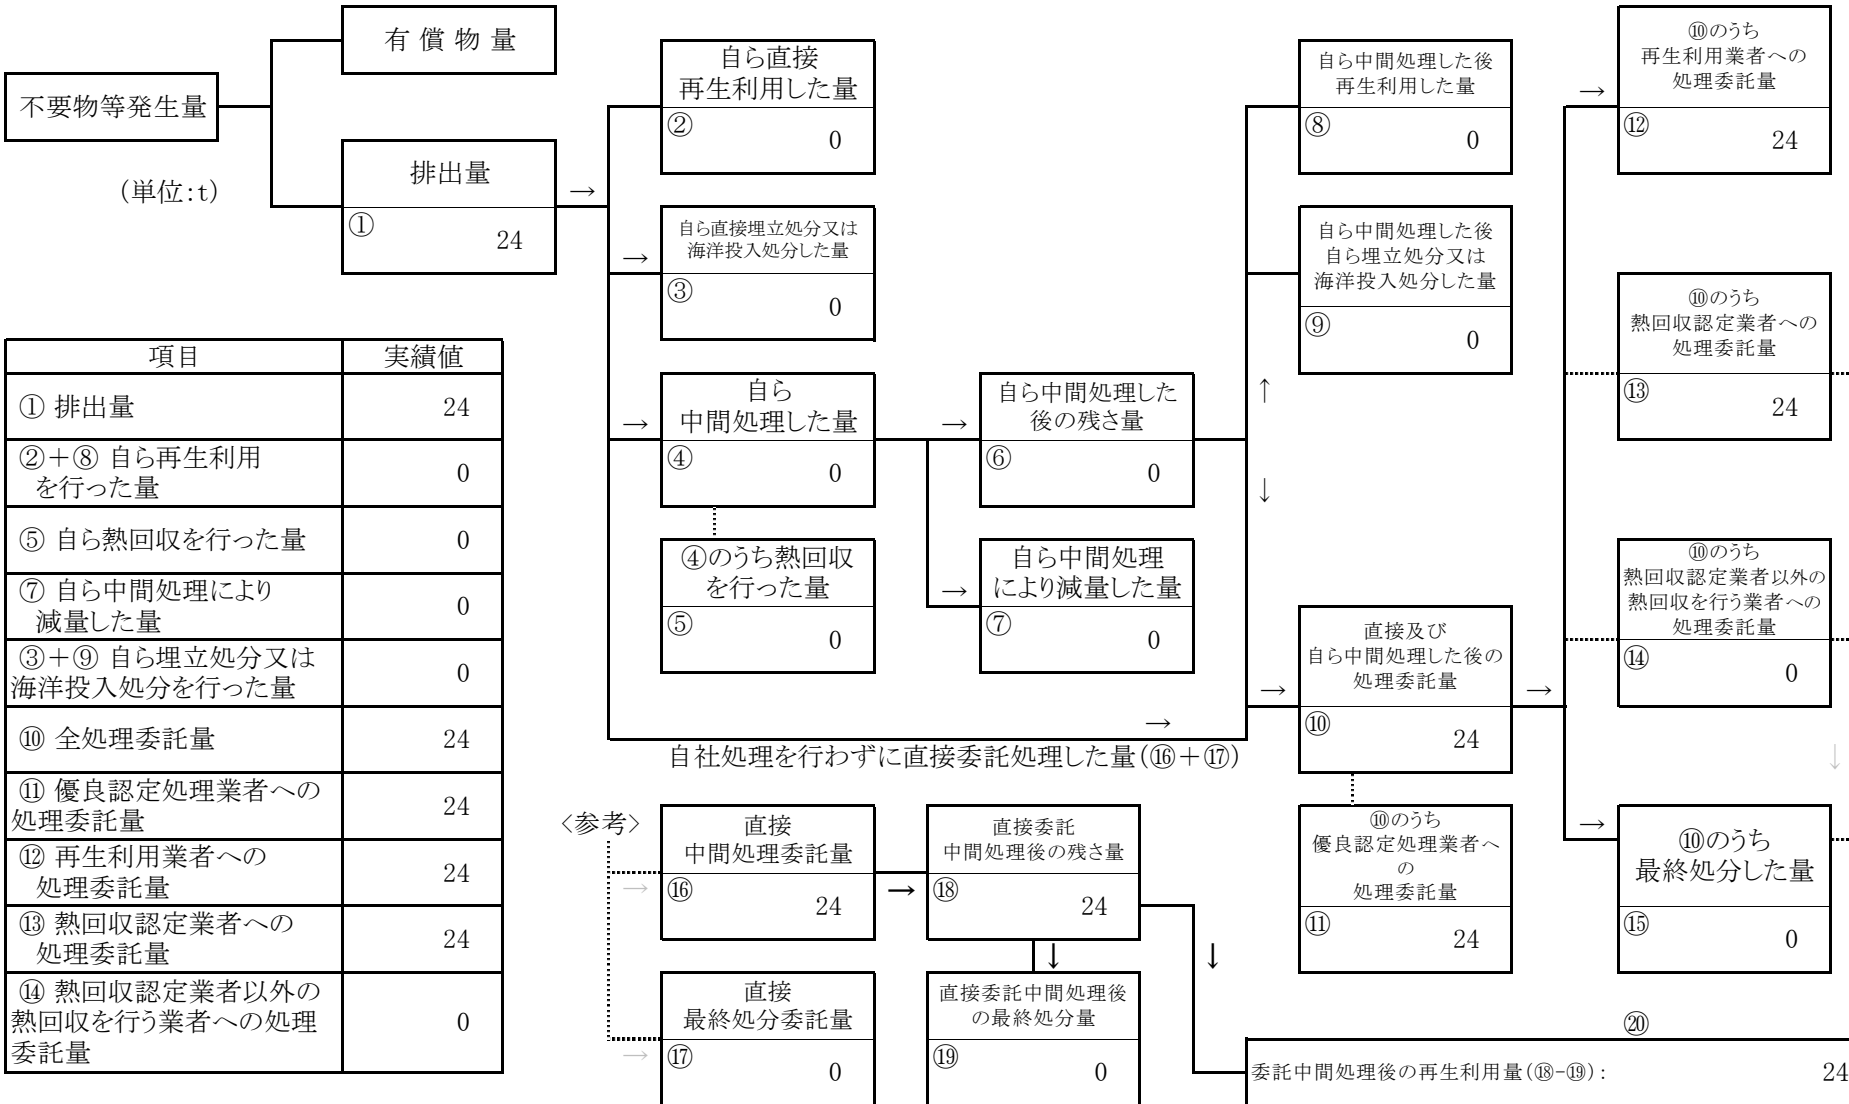 有 償 物 量
不要物等発生量
(単位:t)
排出量
→
①
24
自ら直接
再生利用した量
②
0
→
自ら直接埋立処分又は
海洋投入処分した量
③
0
→
自ら
中間処理した量
④
0
④のうち熱回収
を行った量
⑤
0
→
自ら中間処理した
後の残さ量
⑥
0
→
自ら中間処理
により減量した量
⑦
0
自ら中間処理した後
再生利用した量
⑧
0
自ら中間処理した後
自ら埋立処分又は
海洋投入処分した量
⑨
0
↑
↓
→
自社処理を行わずに直接委託処理した量(⑯+⑰)
→
直接及び
自ら中間処理した後の
処理委託量
⑩
24
⑩のうち
優良認定処理業者へ
の
処理委託量
⑪
24
→
→
⑩のうち
再生利用業者への
処理委託量
⑫
24
⑩のうち
熱回収認定業者への
処理委託量
⑬
24
⑩のうち
熱回収認定業者以外の
熱回収を行う業者への
処理委託量
⑭
0
↓
→
⑩のうち
最終処分した量
⑮
0
項目 実績値
① 排出量 24
②+⑧ 自ら再生利用
を行った量 0
⑤ 自ら熱回収を行った量 0
⑦ 自ら中間処理により
減量した量 0
③+⑨ 自ら埋立処分又は
海洋投入処分を行った量 0
⑩ 全処理委託量 24
⑪ 優良認定処理業者への
処理委託量 24
⑫ 再生利用業者への
処理委託量 24
⑬ 熱回収認定業者への
処理委託量 24
⑭ 熱回収認定業者以外の
熱回収を行う業者への処理
委託量 0
<参考>
→
直接
中間処理委託量
⑯
24
→
直接委託
中間処理後の残さ量
⑱
24
↓
↓
→
直接
最終処分委託量
⑰
0
直接委託中間処理後
の最終処分量
⑲
0
⑳
委託中間処理後の再生利用量(⑱-⑲): 24